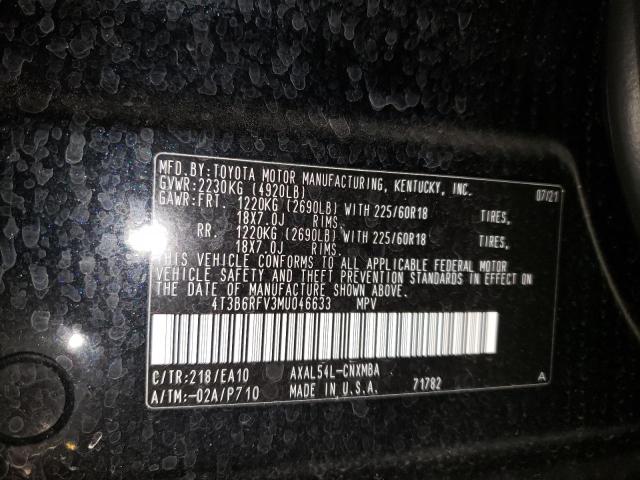 MFD.BY:TOYOTA MOTOR MANUFACTURING, KENTUCKY, INC. 07/21
GVWR:2230KG (4920LB)
GAWR:FRT. 1220KG (2690LB) WITH 225/60R18 TIRES,
18X7.0J RIMS.
RR. 1220KG (2690LB) WITH 225/60R18 TIRES,
18X7.0J RIMS.
THIS VEHICLE CONFORMS TO ALL APPLICABLE FEDERAL MOTOR
VEHICLE SAFETY AND THEFT PREVENTION STANDARDS IN EFFECT ON
THE DATE OF MANUFACTURE SHOWN ABOVE.
4T3B6RFV3MU046633 MPV
C/TR:218/EA10 AXAL54L-CNXMBA
A/TM:-02A/P710 MADE IN U.S.A. 71782 A